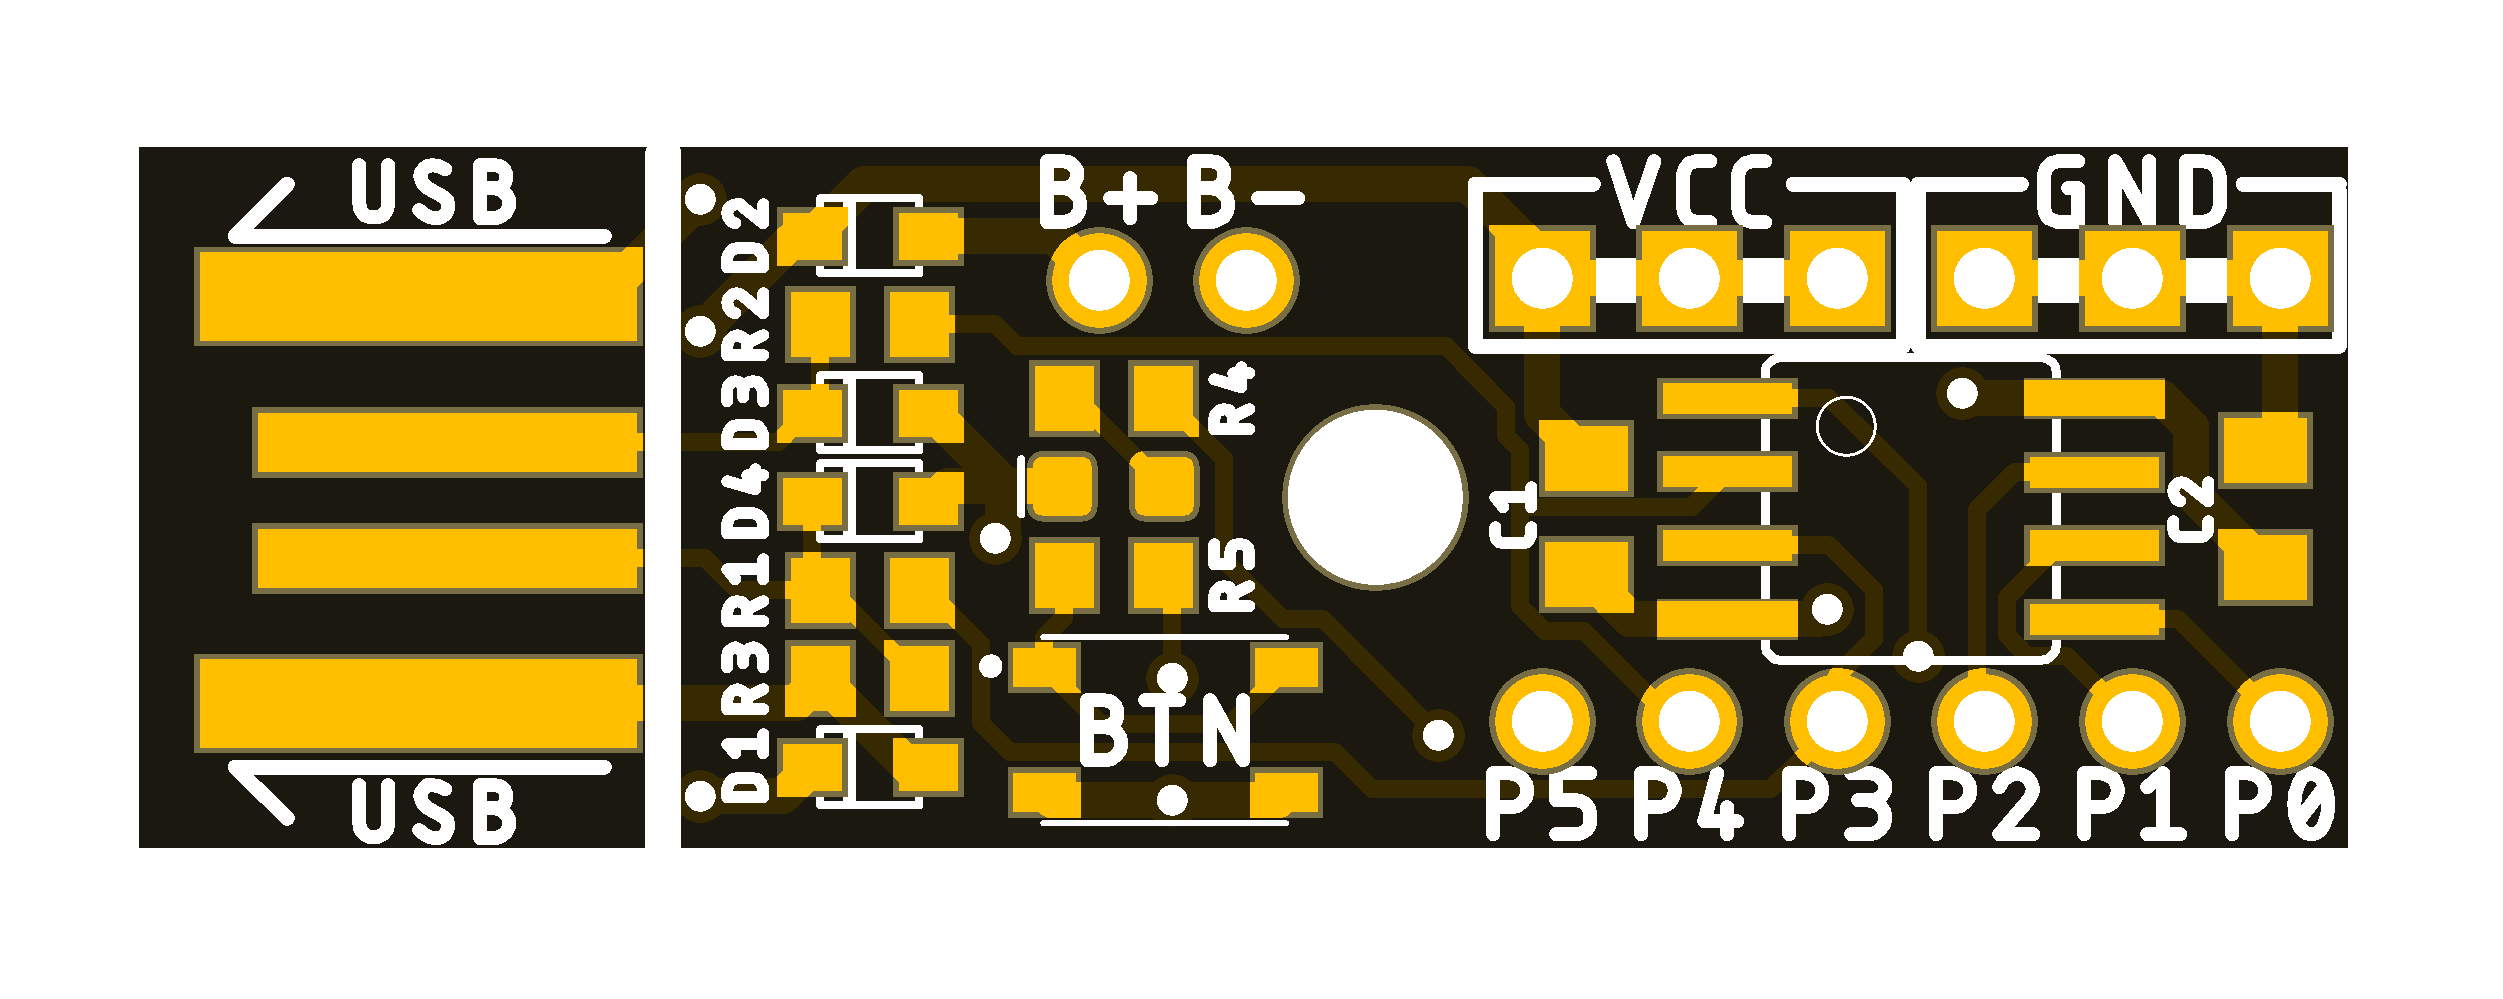 USB
B+ B-
VCC
GND
D2
R2
D3
D4
R1
R3
D1
R4
R5
C1
C2
BTN
USB
P5 P4 P3 P2 P1 P0